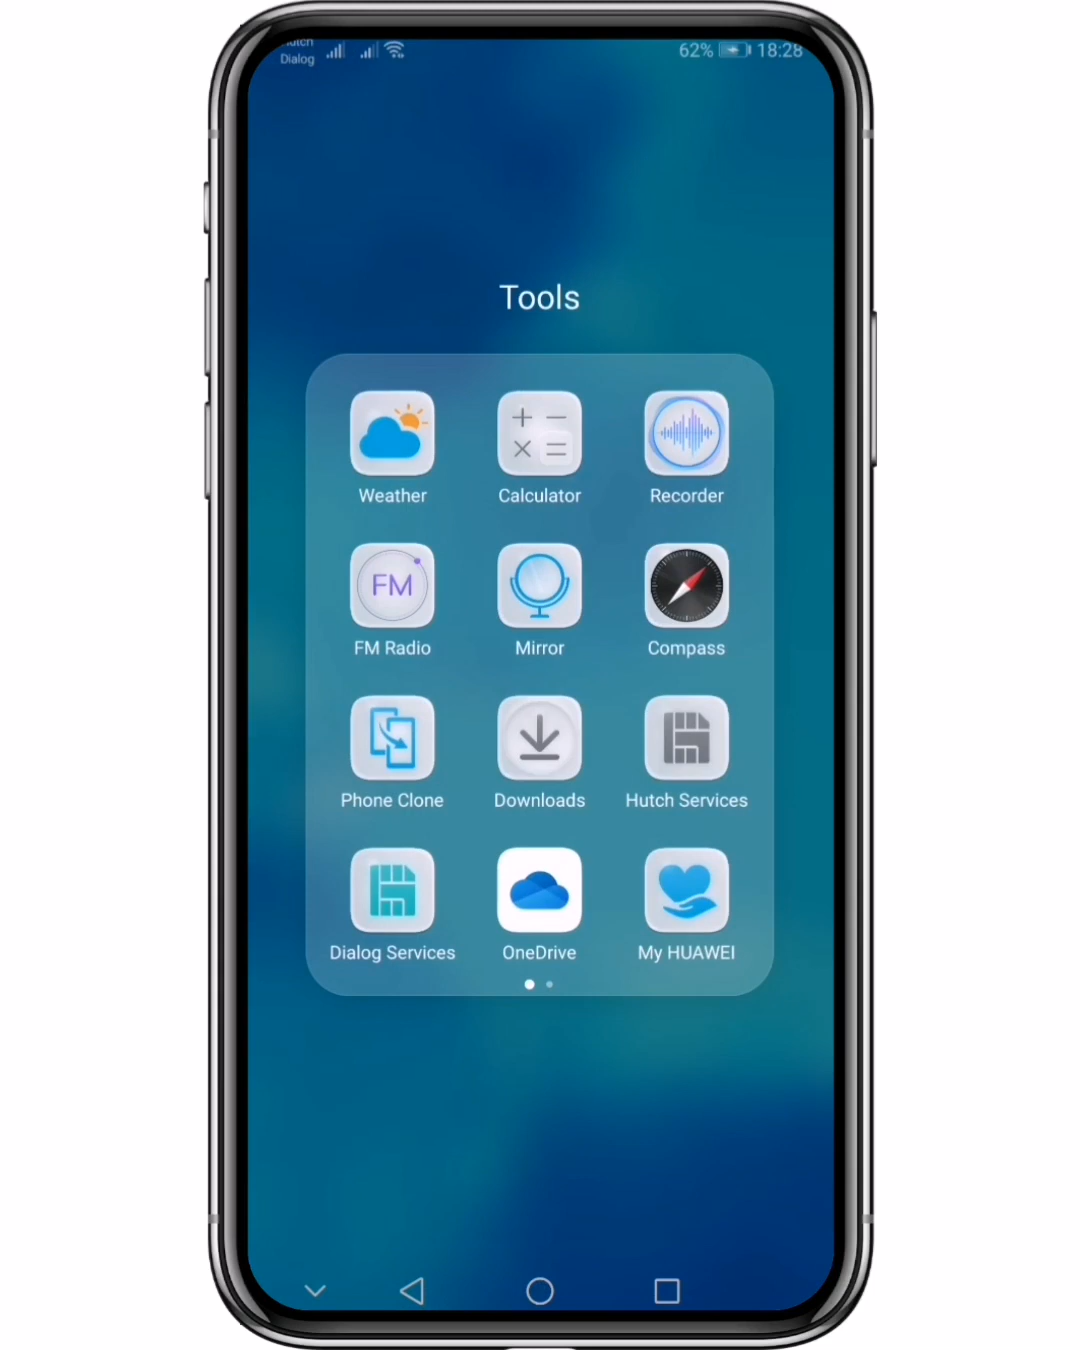 Dialog
62% 18:28
Tools
Weather Calculator Recorder
FM
FM Radio Mirror Compass
Phone Clone Downloads Hutch Services
Dialog Services OneDrive My HUAWEI